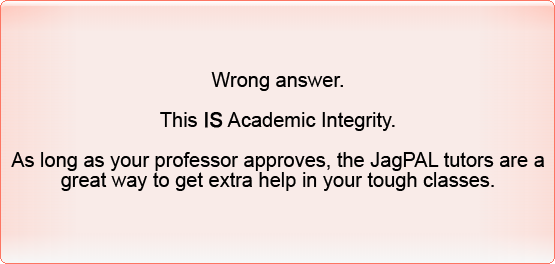 Wrong answer.
This IS Academic Integrity.
As long as your professor approves, the JagPAL tutors are a
great way to get extra help in your tough classes.